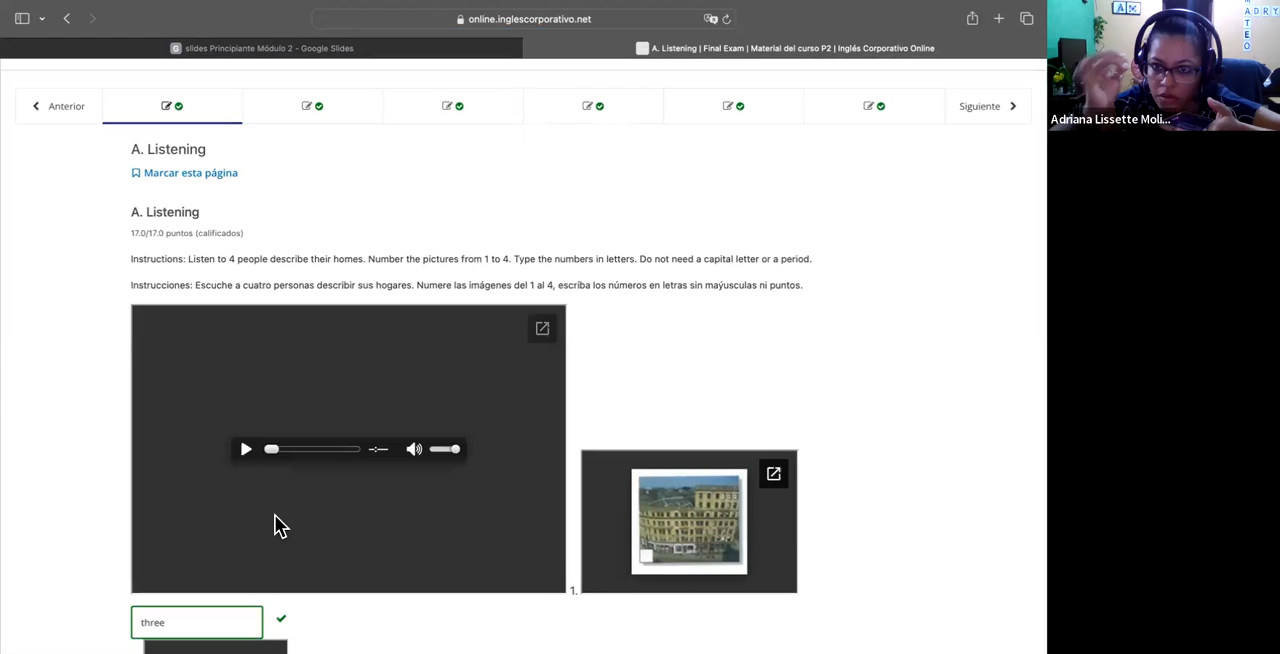 online.inglescorporativo.net
slides Principiante Módulo 2 - Google Slides
A. Listening | Final Exam | Material del curso P2 | Inglés Corporativo Online
Adriana Lissette Moli...
Anterior
Siguiente
A. Listening
Marcar esta página
A. Listening
17.0/17.0 puntos (calificados)
Instructions: Listen to 4 people describe their homes. Number the pictures from 1 to 4. Type the numbers in letters. Do not need a capital letter or a period.
Instrucciones: Escuche a cuatro personas describir sus hogares. Numere las imágenes del 1 al 4, escriba los números en letras sin maýusculas ni puntos.
-:--
1.
three